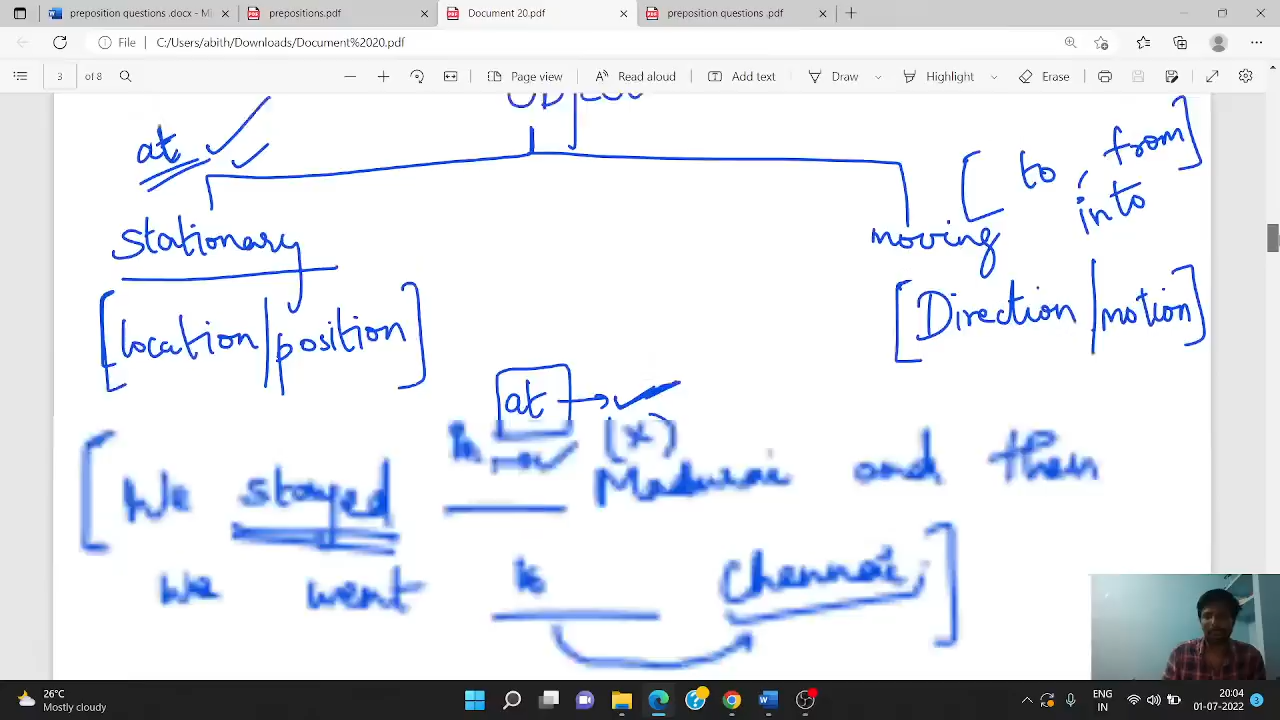 preposition questions .docx - Mi
prepositions.pdf
Document 20.pdf
preposition questions .pdf
File
C:/Users/abith/Downloads/Document%2020.pdf
3 of 8
Page view
Read aloud
Add text
Draw
Highlight
Erase
Object
at
[ to , from]
into
stationary
moving
[location|position]
[Direction|motion]
at
(x)
[We stayed in Madurai and then
we went to Chennai,]
26°C
Mostly cloudy
ENG
IN
20:04
01-07-2022